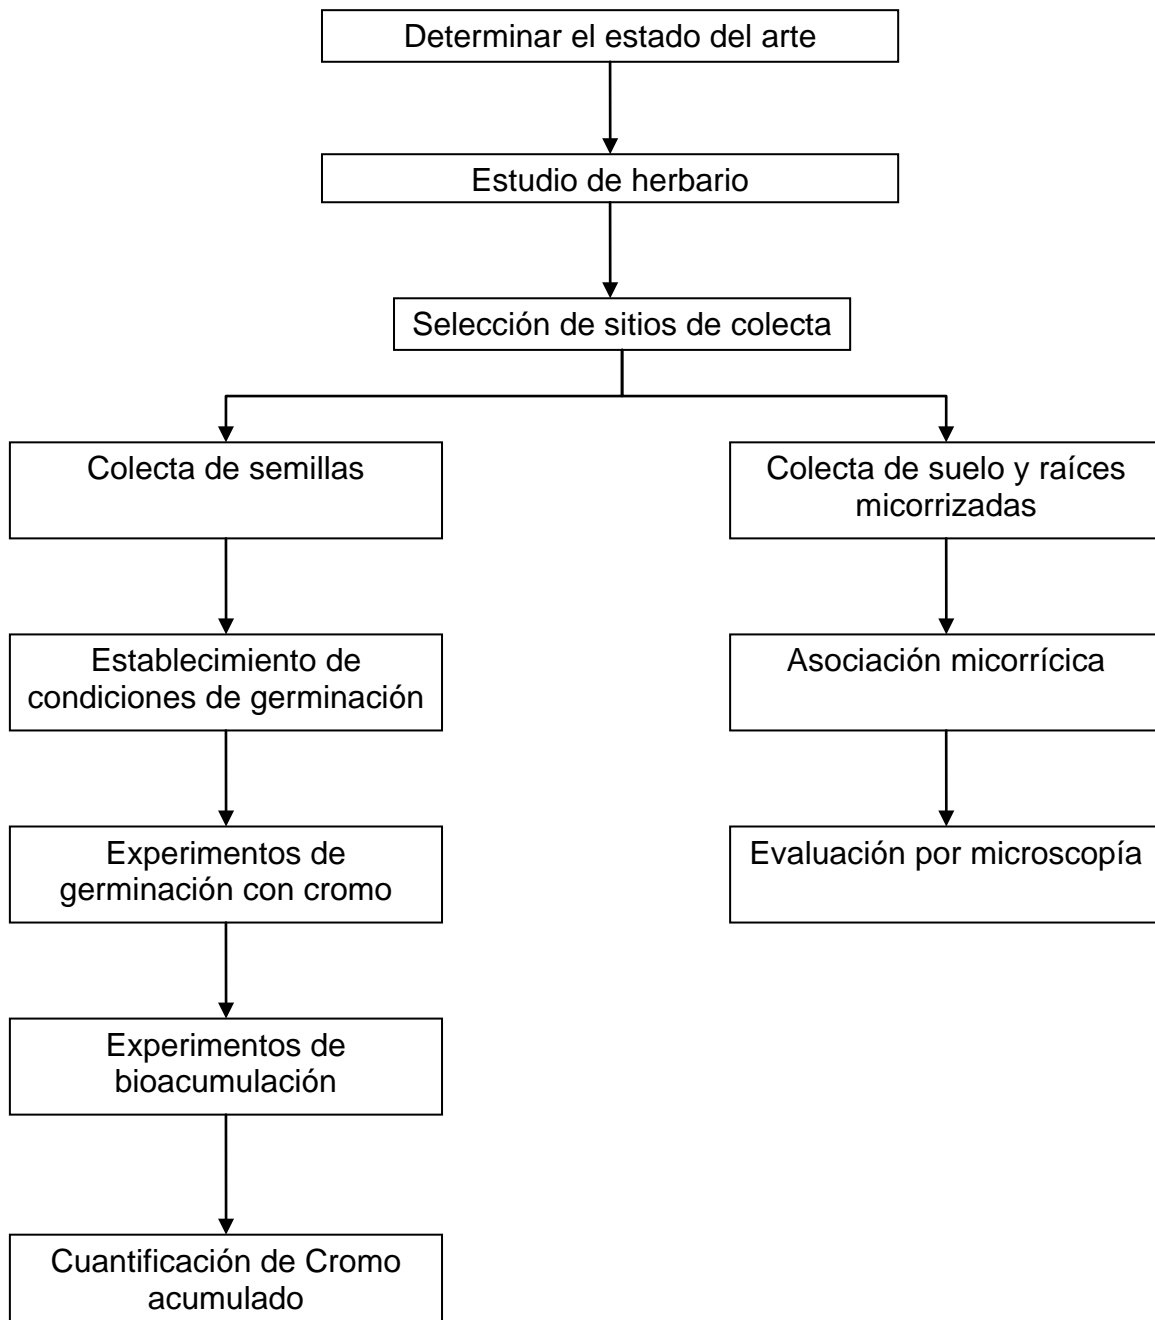 Determinar el estado del arte
Estudio de herbario
Selección de sitios de colecta
Colecta de semillas
Colecta de suelo y raíces
micorrizadas
Establecimiento de
condiciones de germinación
Asociación micorrícica
Experimentos de
germinación con cromo
Evaluación por microscopía
Experimentos de
bioacumulación
Cuantificación de Cromo
acumulado